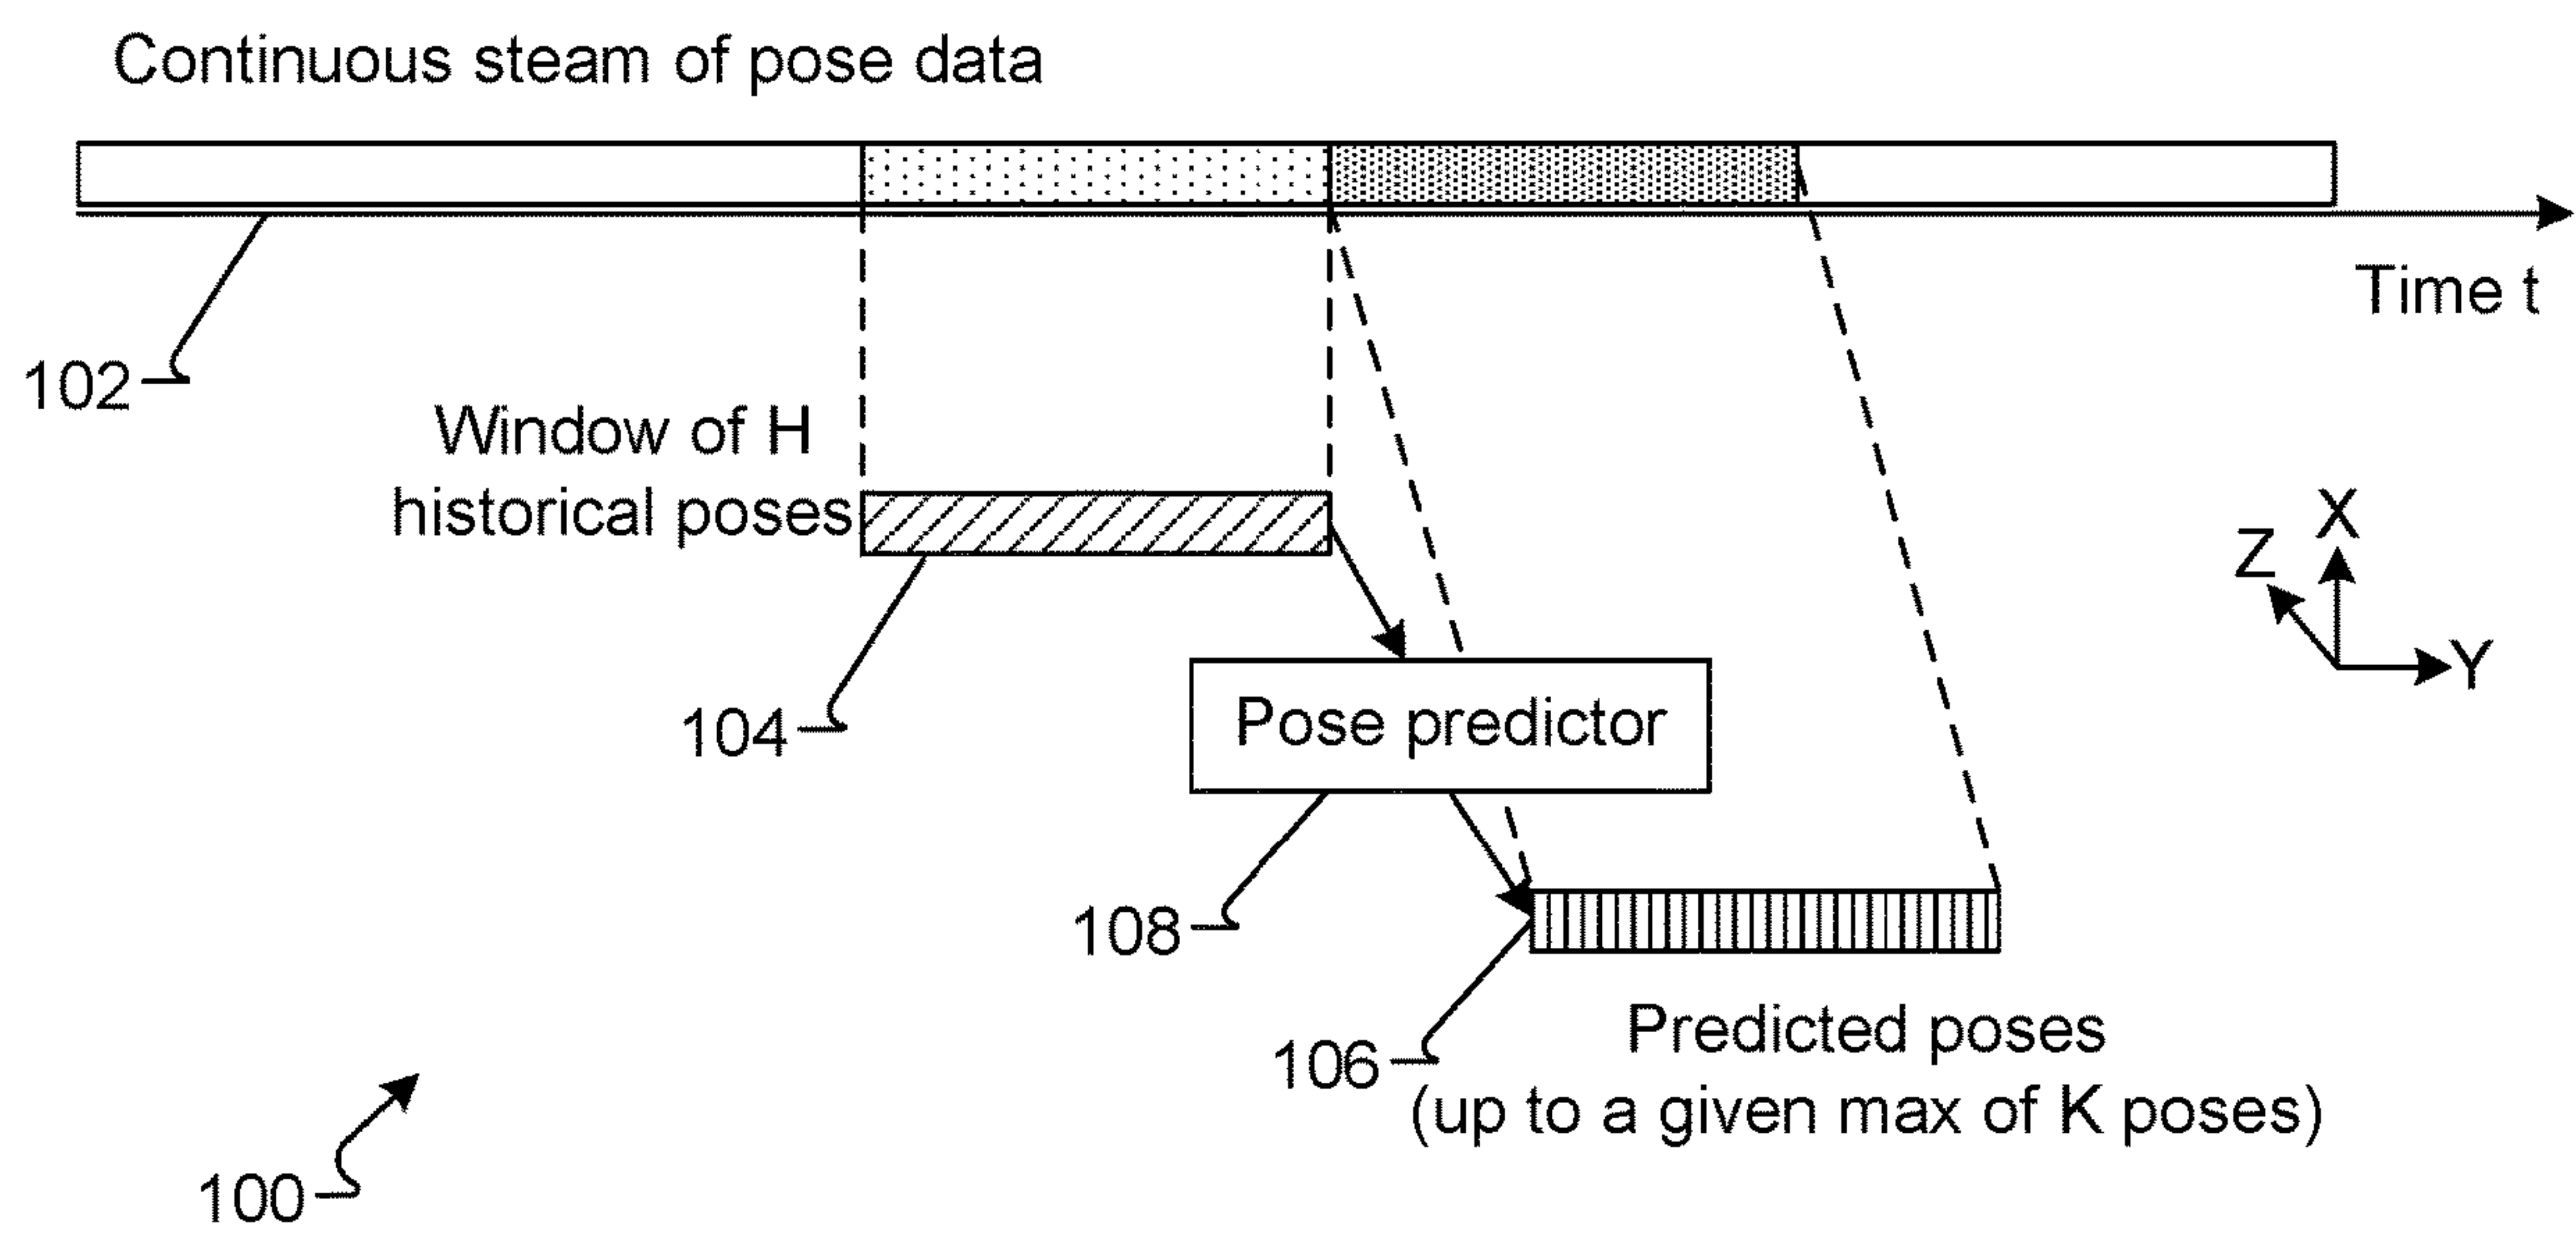 Continuous steam of pose data
Time t
102
Window of H
historical poses
X
Z
Y
104
Pose predictor
108
106
Predicted poses
(up to a given max of K poses)
100